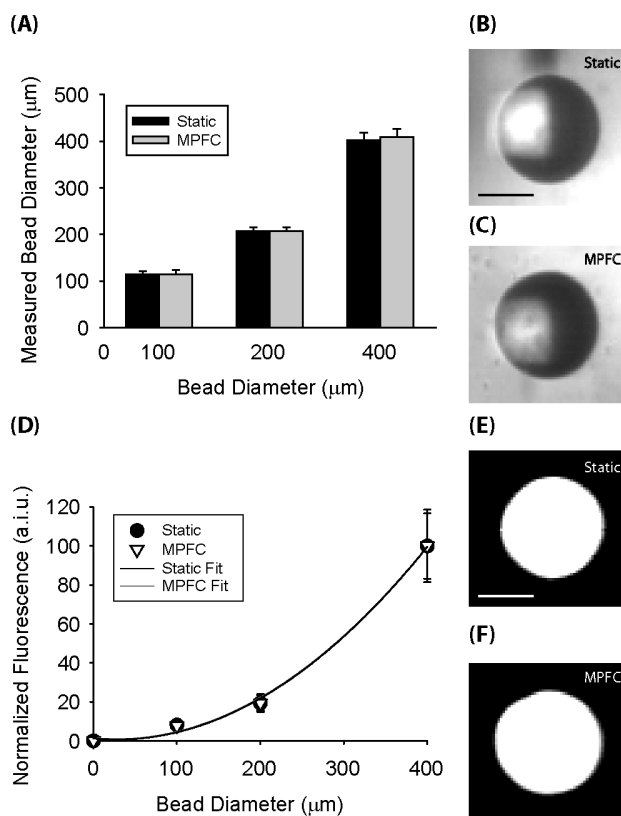 (A)
Measured Bead Diameter (μm)
500
400
300
200
100
0
Static
MPFC
0
100
200
400
Bead Diameter (μm)
(B)
Static
(C)
MPFC
(D)
Normalized Fluorescence (a.i.u.)
120
100
80
60
40
20
0
Static
MPFC
Static Fit
MPFC Fit
0
100
200
300
400
Bead Diameter (μm)
(E)
Static
(F)
MPFC